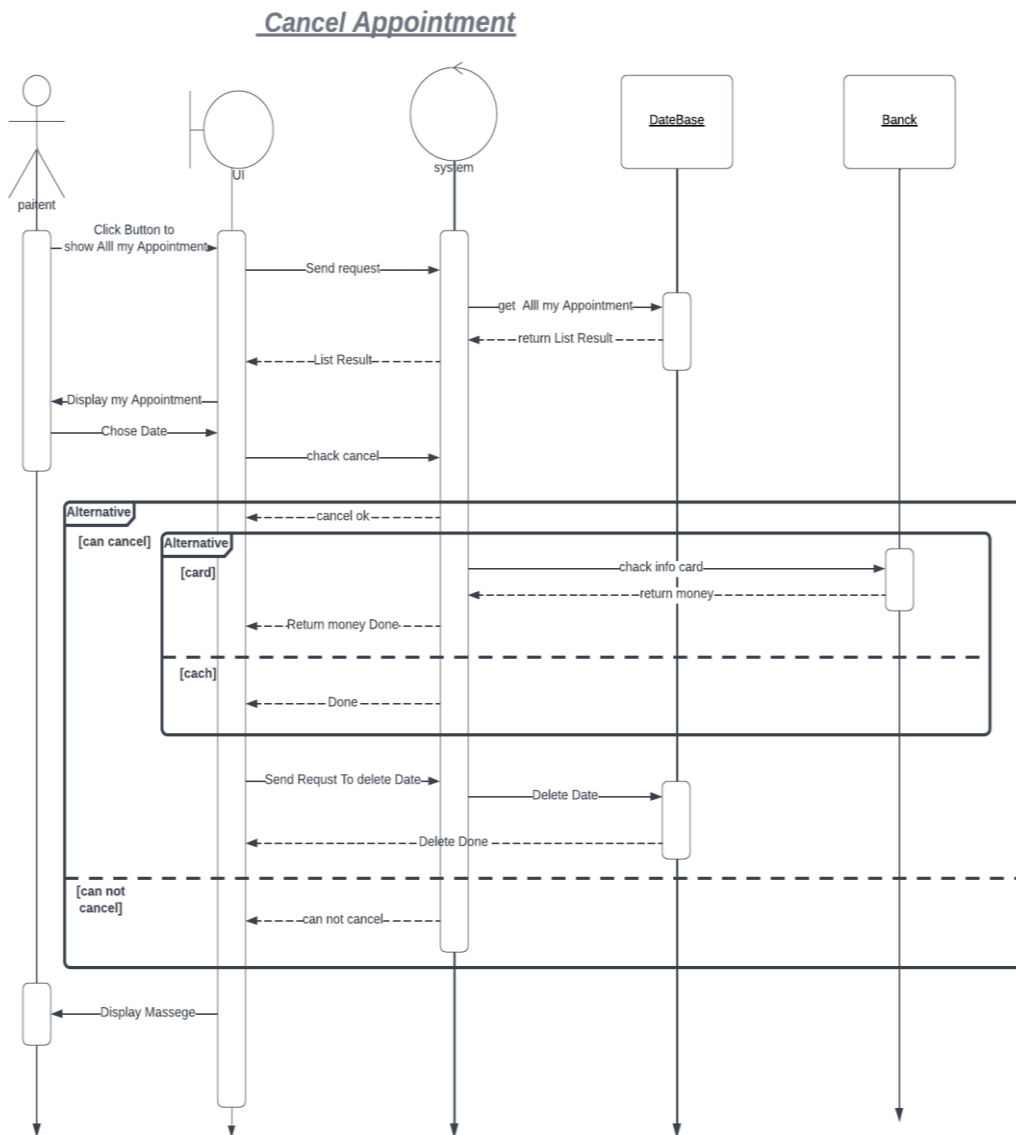 Cancel Appointment
DateBase
Banck
UI
system
paitent
Click Button to
show Alll my Appointment
Send request
get Alll my Appointment
return List Result
List Result
Display my Appointment
Chose Date
chack cancel
Alternative
cancel ok
[can cancel]
Alternative
[card]
chack info card
return money
Return money Done
[cach]
Done
Send Requst To delete Date
Delete Date
Delete Done
[can not
cancel]
can not cancel
Display Massege